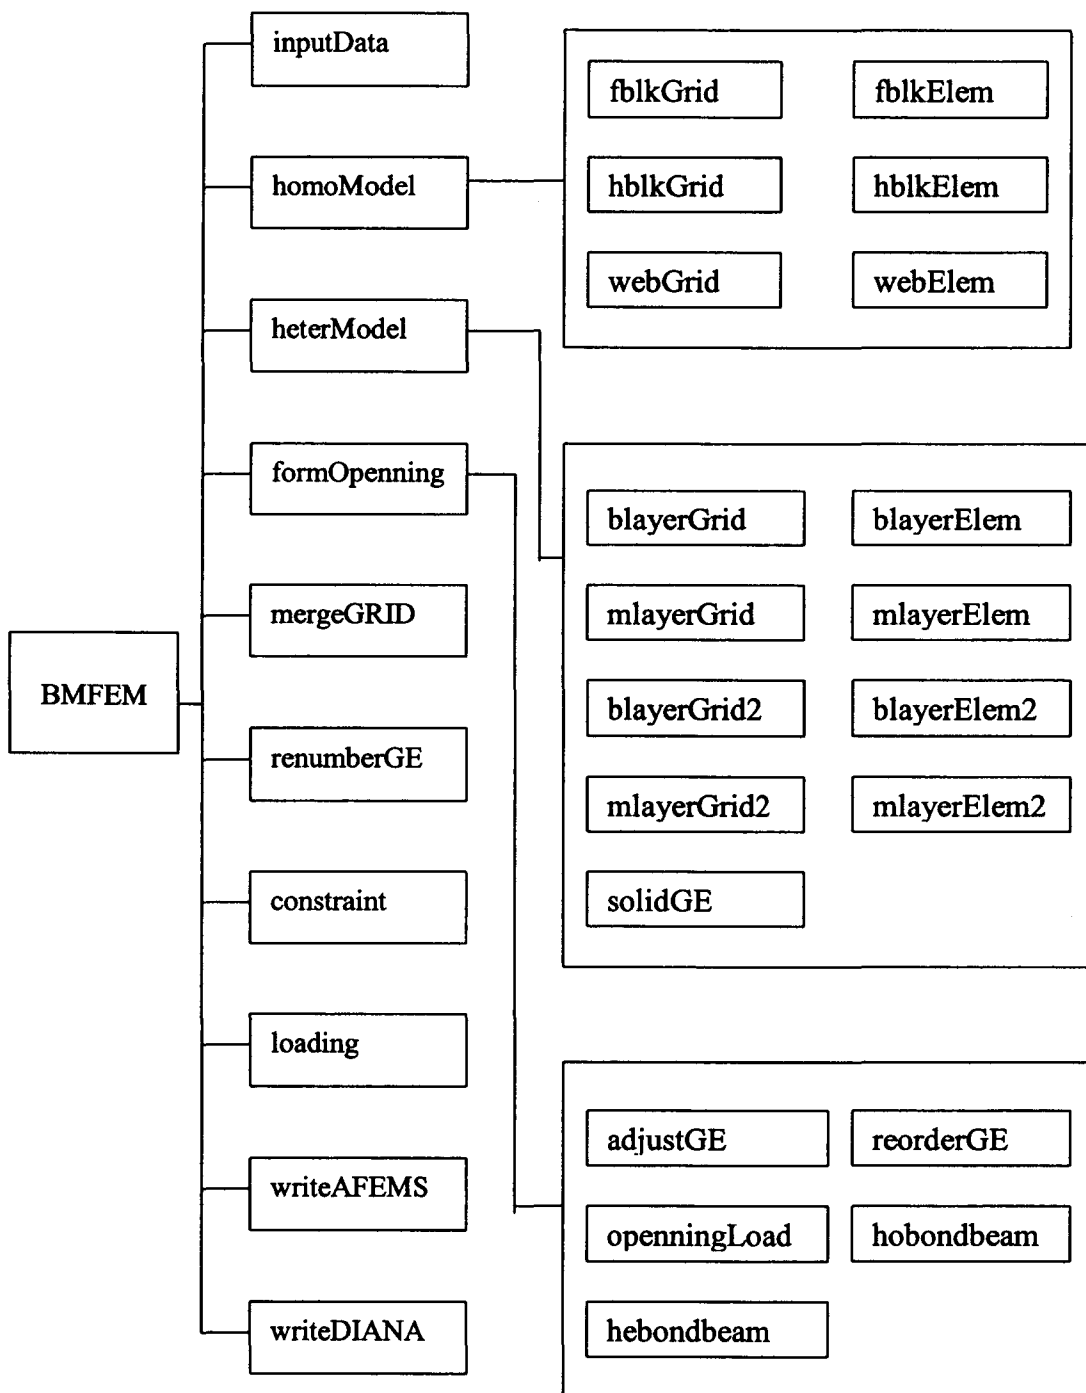 BMFEM
inputData
homoModel
heterModel
formOpenning
mergeGRID
renumberGE
constraint
loading
writeAFEMS
writeDIANA
fblkGrid
fblkElem
hblkGrid
hblkElem
webGrid
webElem
blayerGrid
blayerElem
mlayerGrid
mlayerElem
blayerGrid2
blayerElem2
mlayerGrid2
mlayerElem2
solidGE
adjustGE
reorderGE
openningLoad
hobondbeam
hebondbeam